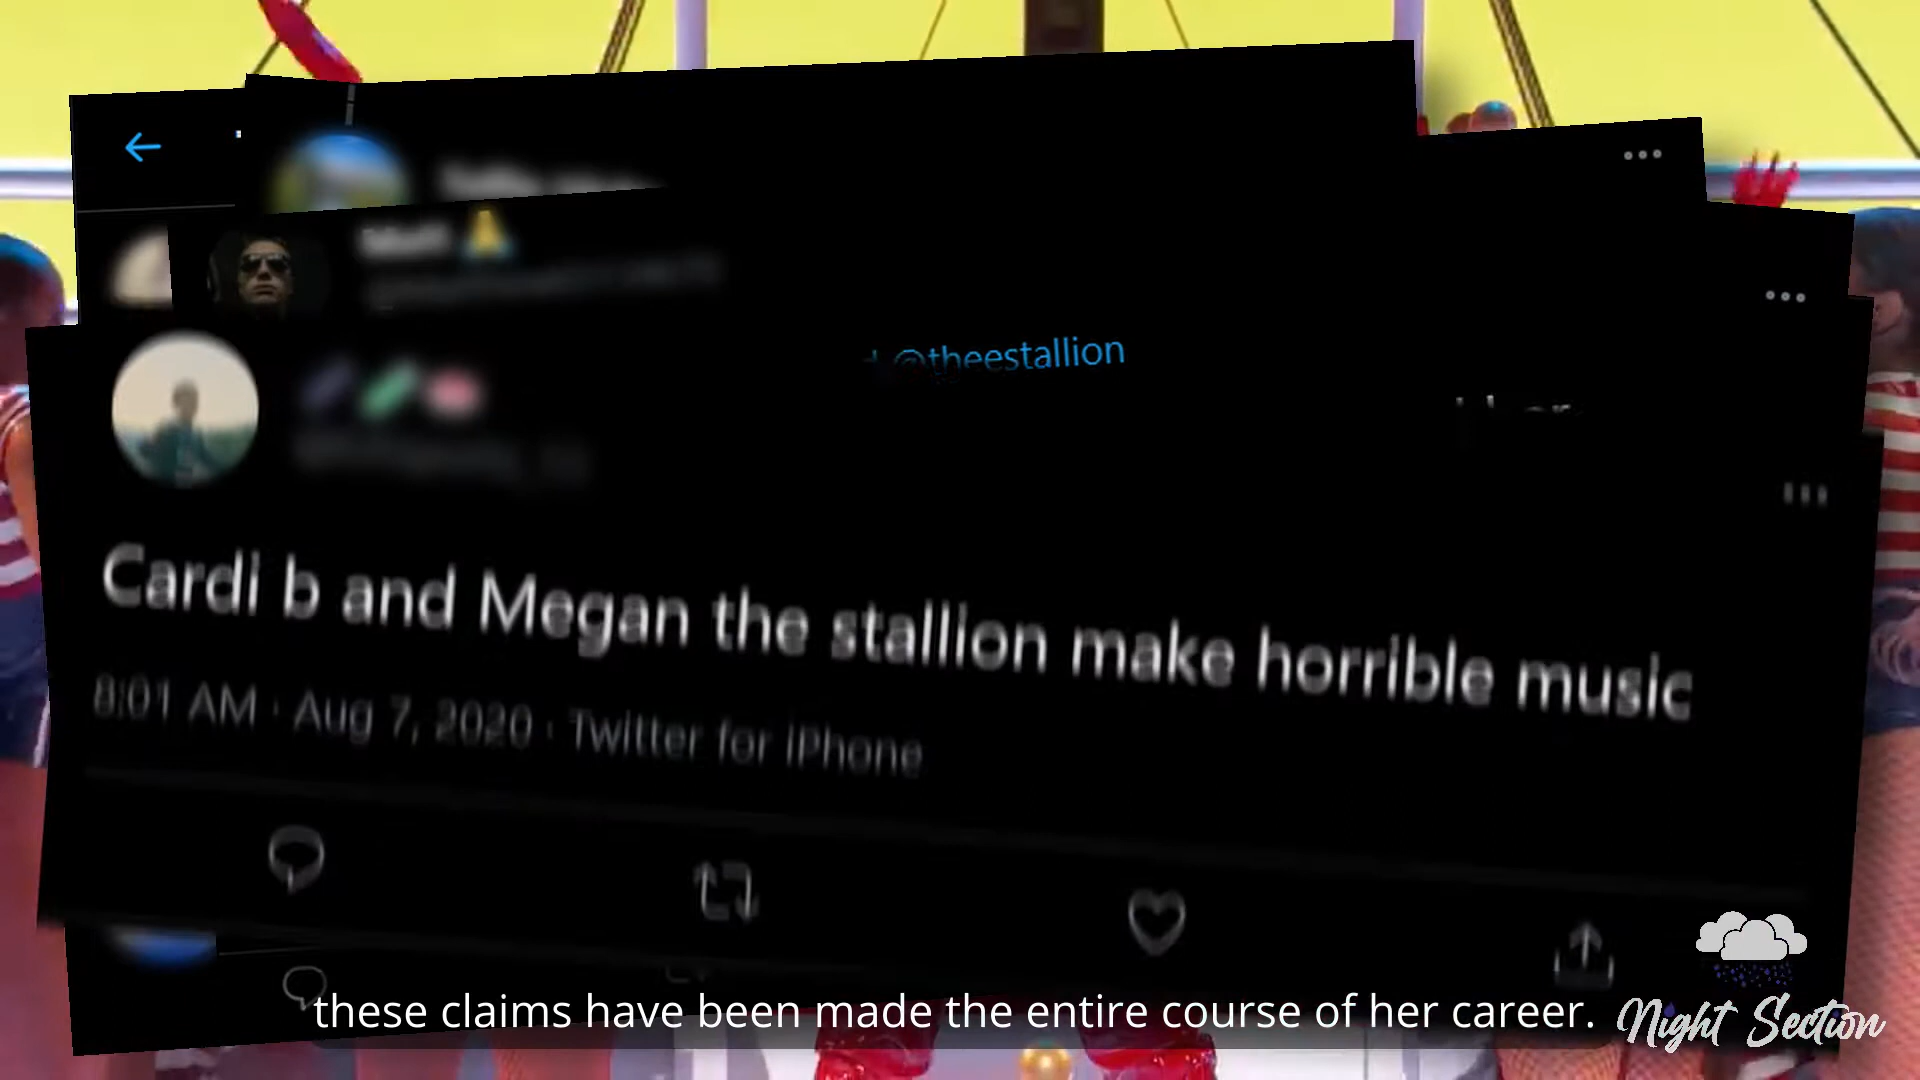 @theestallion
Cardi b and Megan the stallion make horrible music
8:01 AM · Aug 7, 2020 · Twitter for iPhone
these claims have been made the entire course of her career.
Night Section